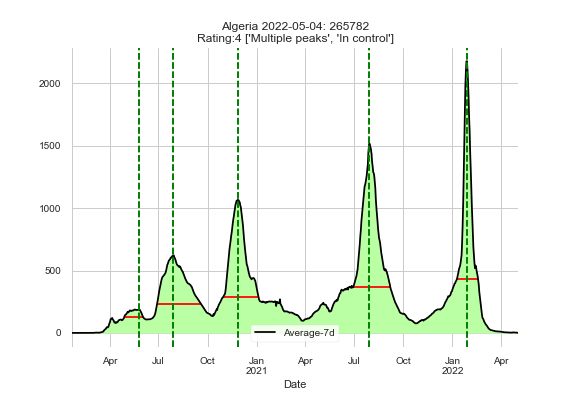 Algeria 2022-05-04: 265782
Rating:4 ['Multiple peaks', 'In control']
2000
1500
1000
500
0
Average-7d
Apr Jul Oct Jan Apr Jul Oct Jan Apr
2021 2022
Date